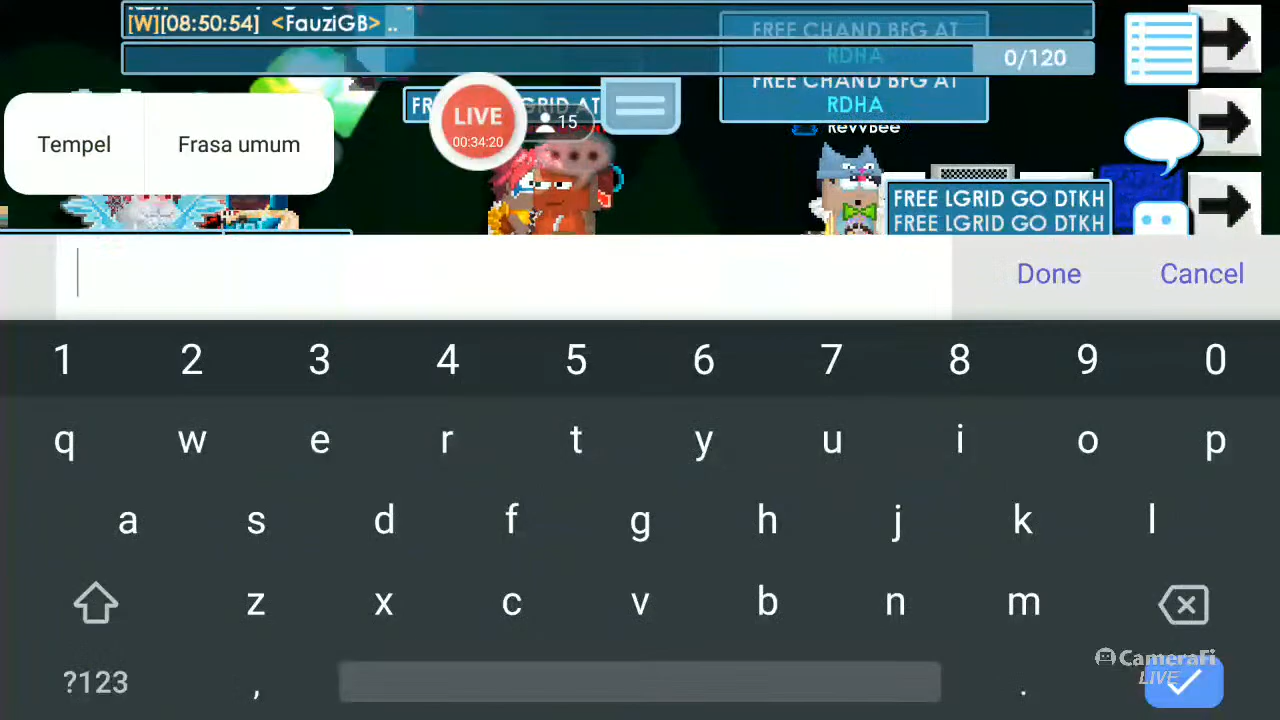 [W][08:50:54] <FauziGB> ..
FREE CHAND BFG AT
RDHA
0/120
FREE CHAND BFG AT
RDHA
LIVE
00:34:20
15
RevvBee
Tempel
Frasa umum
FREE LGRID GO DTKH
FREE LGRID GO DTKH
Done
Cancel
1 2 3 4 5 6 7 8 9 0
q w e r t y u i o p
a s d f g h j k l
z x c v b n m
?123 , .
CameraFi
LIVE